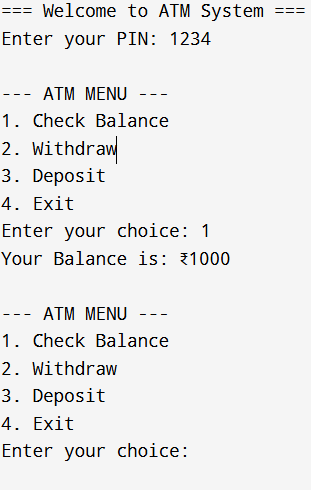 === Welcome to ATM System ===
Enter your PIN: 1234
--- ATM MENU ---
1. Check Balance
2. Withdraw
3. Deposit
4. Exit
Enter your choice: 1
Your Balance is: ₹1000
--- ATM MENU ---
1. Check Balance
2. Withdraw
3. Deposit
4. Exit
Enter your choice: